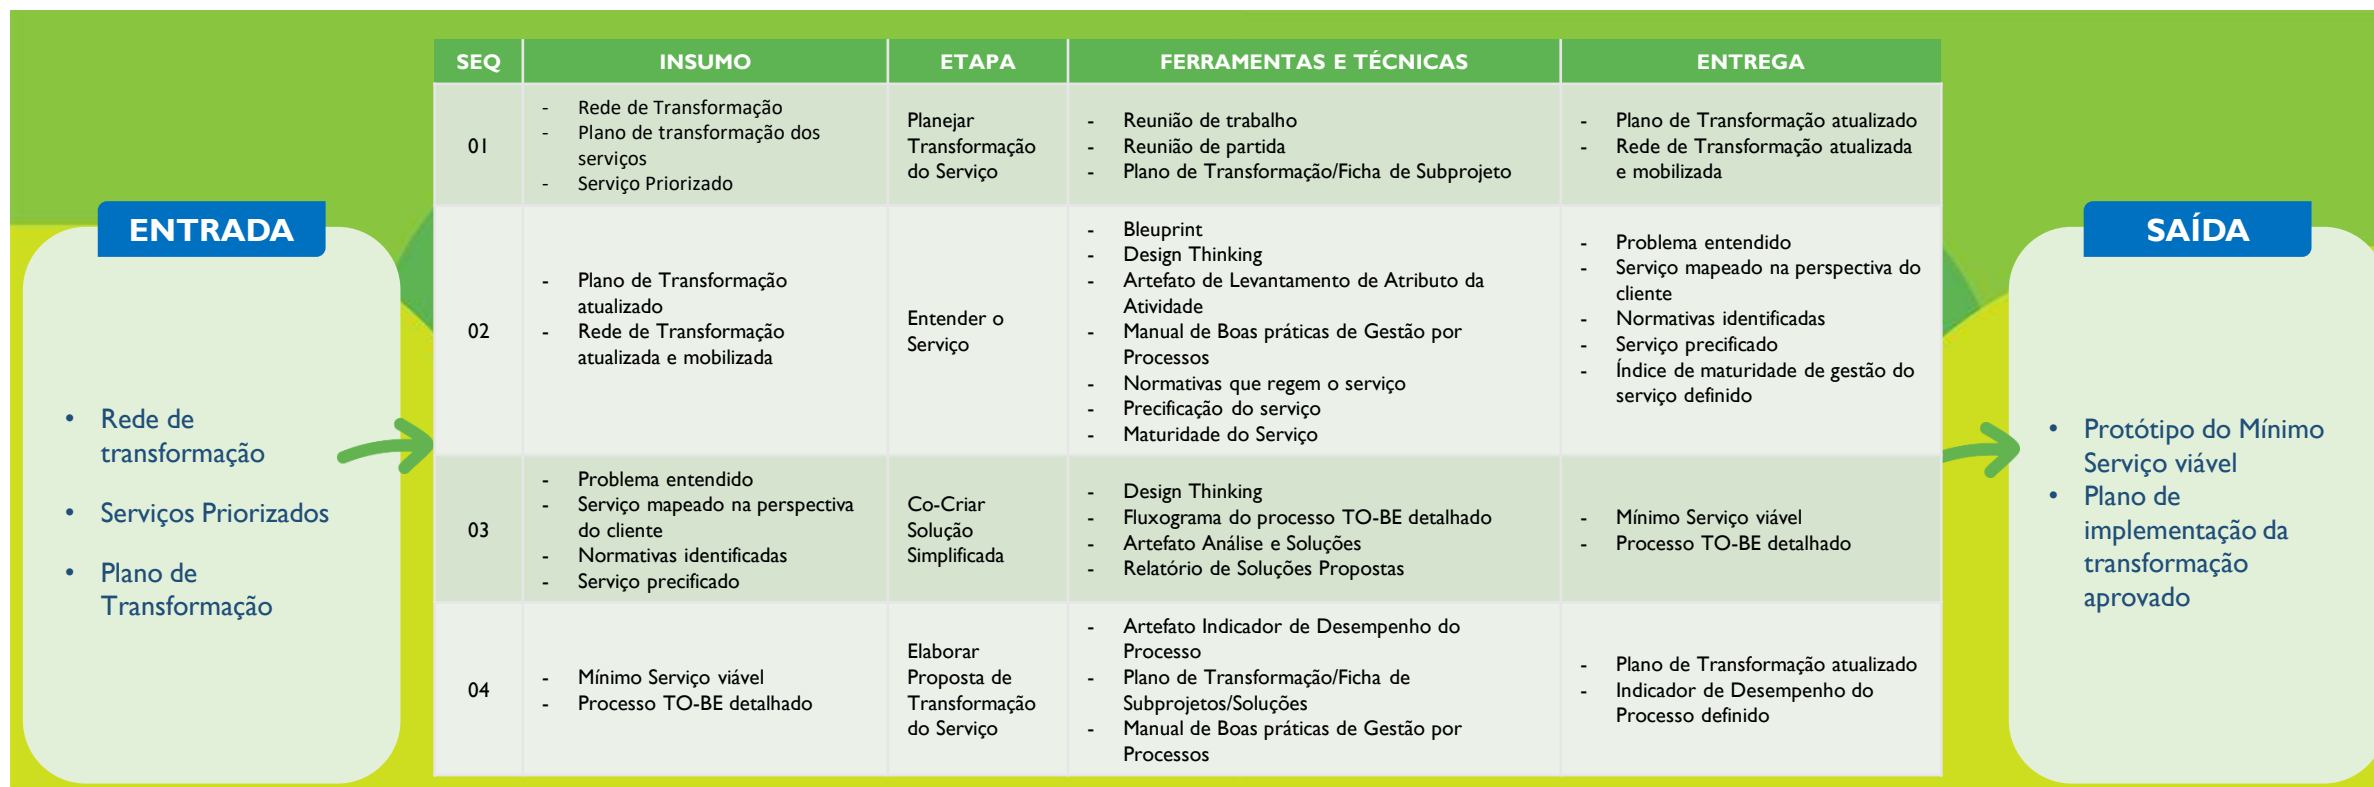 ENTRADA
• Rede de
transformação
• Serviços Priorizados
• Plano de
Transformação
SEQ
INSUMO
ETAPA
FERRAMENTAS E TÉCNICAS
ENTREGA
01
- Rede de Transformação
- Plano de transformação dos
serviços
- Serviço Priorizado
Planejar
Transformação
do Serviço
- Reunião de trabalho
- Reunião de partida
- Plano de Transformação/Ficha de Subprojeto
- Plano de Transformação atualizado
- Rede de Transformação atualizada
e mobilizada
02
- Plano de Transformação
atualizado
- Rede de Transformação
atualizada e mobilizada
Entender o
Serviço
- Bleuprint
- Design Thinking
- Artefato de Levantamento de Atributo da
Atividade
- Manual de Boas práticas de Gestão por
Processos
- Normativas que regem o serviço
- Precificação do serviço
- Maturidade do Serviço
- Problema entendido
- Serviço mapeado na perspectiva do
cliente
- Normativas identificadas
- Serviço precificado
- Índice de maturidade de gestão do
serviço definido
03
- Problema entendido
- Serviço mapeado na perspectiva
do cliente
- Normativas identificadas
- Serviço precificado
Co-Criar
Solução
Simplificada
- Design Thinking
- Fluxograma do processo TO-BE detalhado
- Artefato Análise e Soluções
- Relatório de Soluções Propostas
- Mínimo Serviço viável
- Processo TO-BE detalhado
04
- Mínimo Serviço viável
- Processo TO-BE detalhado
Elaborar
Proposta de
Transformação
do Serviço
- Artefato Indicador de Desempenho do
Processo
- Plano de Transformação/Ficha de
Subprojetos/Soluções
- Manual de Boas práticas de Gestão por
Processos
- Plano de Transformação atualizado
- Indicador de Desempenho do
Processo definido
SAÍDA
• Protótipo do Mínimo
Serviço viável
• Plano de
implementação da
transformação
aprovado